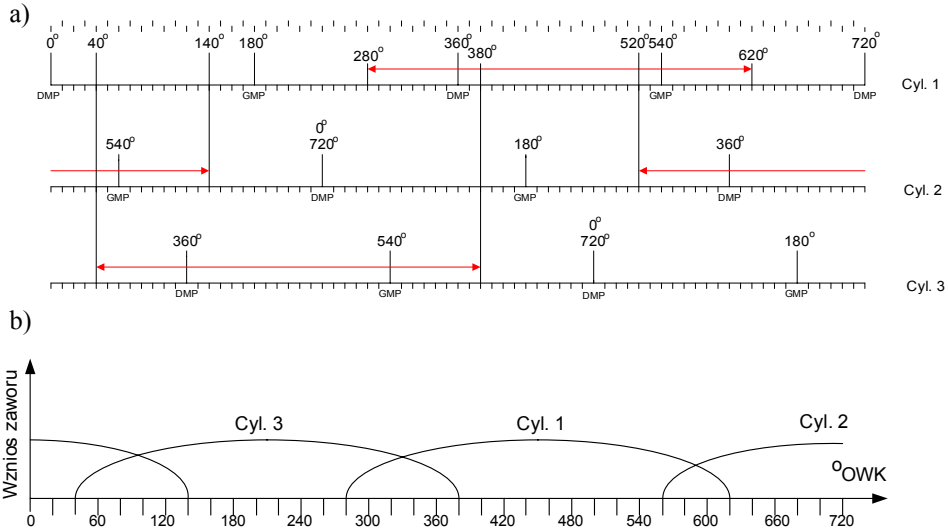 a)
0° 40° 140° 180° 280° 360° 380° 520° 540° 620° 720°
DMP GMP DMP GMP DMP
Cyl. 1
540° 0° 720° 180° 360°
GMP DMP GMP DMP
Cyl. 2
360° 540° 0° 720° 180°
DMP GMP DMP GMP
Cyl. 3
b)
Wznios zaworu
Cyl. 3 Cyl. 1 Cyl. 2
°OWK
0 60 120 180 240 300 360 420 480 540 600 660 720